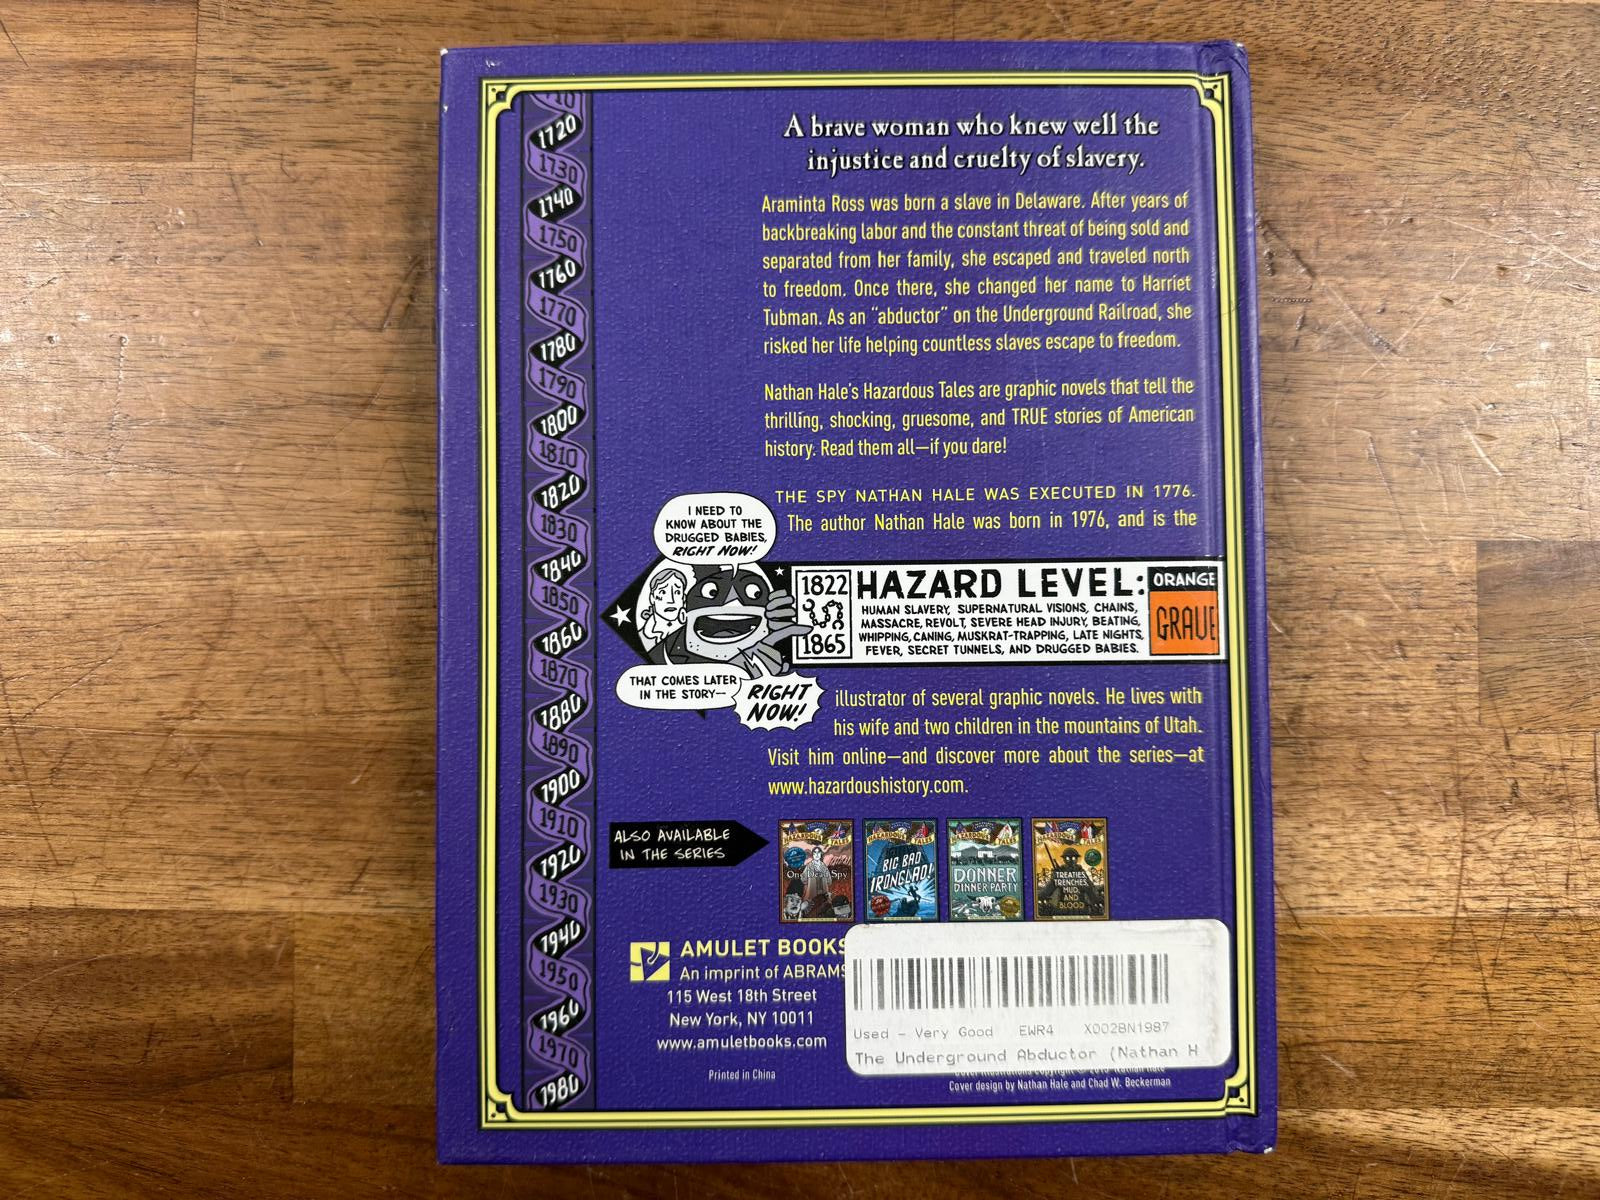 1720
1730
1740
1750
1760
1770
1780
1790
1800
1810
1820
1830
1840
1850
1860
1870
1880
1890
1900
1910
1920
1930
1940
1950
1960
1970
1980
A brave woman who knew well the
injustice and cruelty of slavery.
Araminta Ross was born a slave in Delaware. After years of
backbreaking labor and the constant threat of being sold and
separated from her family, she escaped and traveled north
to freedom. Once there, she changed her name to Harriet
Tubman. As an "abductor" on the Underground Railroad, she
risked her life helping countless slaves escape to freedom.
Nathan Hale's Hazardous Tales are graphic novels that tell the
thrilling, shocking, gruesome, and TRUE stories of American
history. Read them all—if you dare!
THE SPY NATHAN HALE WAS EXECUTED IN 1776.
The author Nathan Hale was born in 1976, and is the
I NEED TO
KNOW ABOUT THE
DRUGGED BABIES,
RIGHT NOW!
1822
1865
HAZARD LEVEL:
HUMAN SLAVERY, SUPERNATURAL VISIONS, CHAINS,
MASSACRE, REVOLT, SEVERE HEAD INJURY, BEATING,
WHIPPING, CANING, MUSKRAT-TRAPPING, LATE NIGHTS,
FEVER, SECRET TUNNELS, AND DRUGGED BABIES.
ORANGE
GRAVE
THAT COMES LATER
IN THE STORY—
RIGHT
NOW!
illustrator of several graphic novels. He lives with
his wife and two children in the mountains of Utah.
Visit him online—and discover more about the series—at
www.hazardoushistory.com.
ALSO AVAILABLE
IN THE SERIES
HAZARDOUS TALES
One Dead Spy
HAZARDOUS TALES
BIG BAD
IRONCLAD!
HAZARDOUS TALES
DONNER
DINNER PARTY
HAZARDOUS TALES
TREATIES,
TRENCHES,
MUD,
AND
BLOOD
AMULET BOOKS
An imprint of ABRAMS
115 West 18th Street
New York, NY 10011
www.amuletbooks.com
Printed in China
Used - Very Good EWR4 X002BN1987
The Underground Abductor (Nathan H
Cover design by Nathan Hale and Chad W. Beckerman